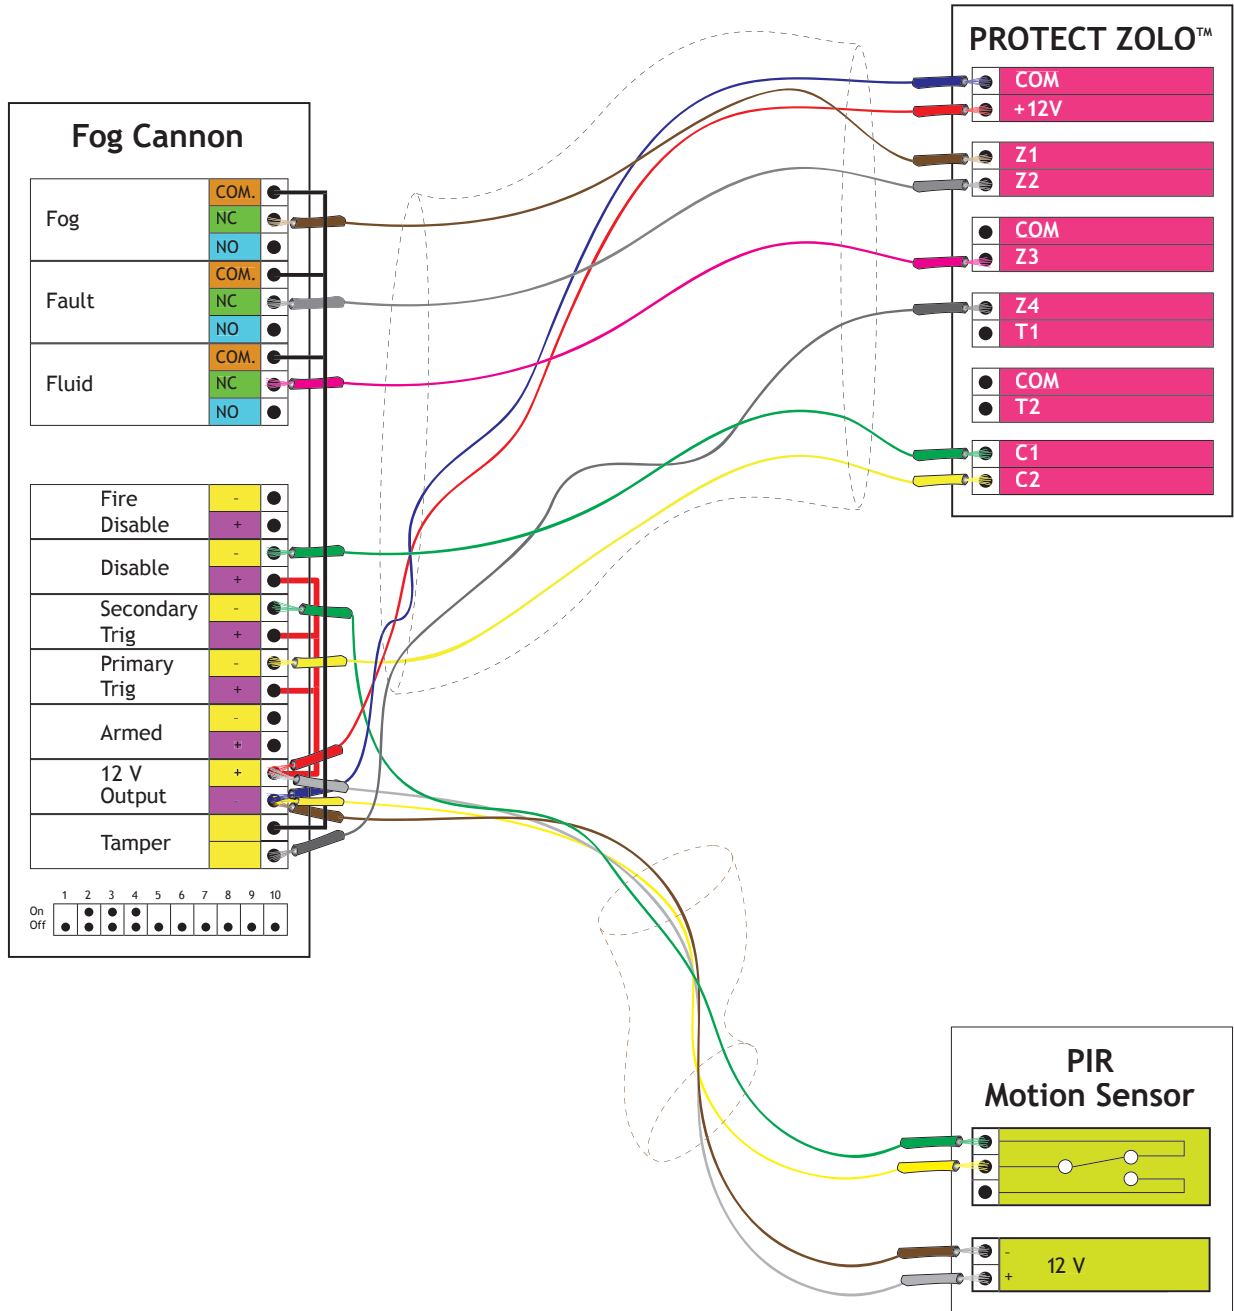 PROTECT ZOLO™
COM
+12V
Z1
Z2
COM
Z3
Z4
T1
COM
T2
C1
C2
Fog Cannon
Fog
COM.
NC
NO
Fault
COM.
NC
NO
Fluid
COM.
NC
NO
Fire
Disable
-
+
Disable
-
+
Secondary
Trig
-
+
Primary
Trig
-
+
Armed
-
+
12 V
Output
+
-
Tamper
1 2 3 4 5 6 7 8 9 10
On
Off
PIR
Motion Sensor
-
12 V
+